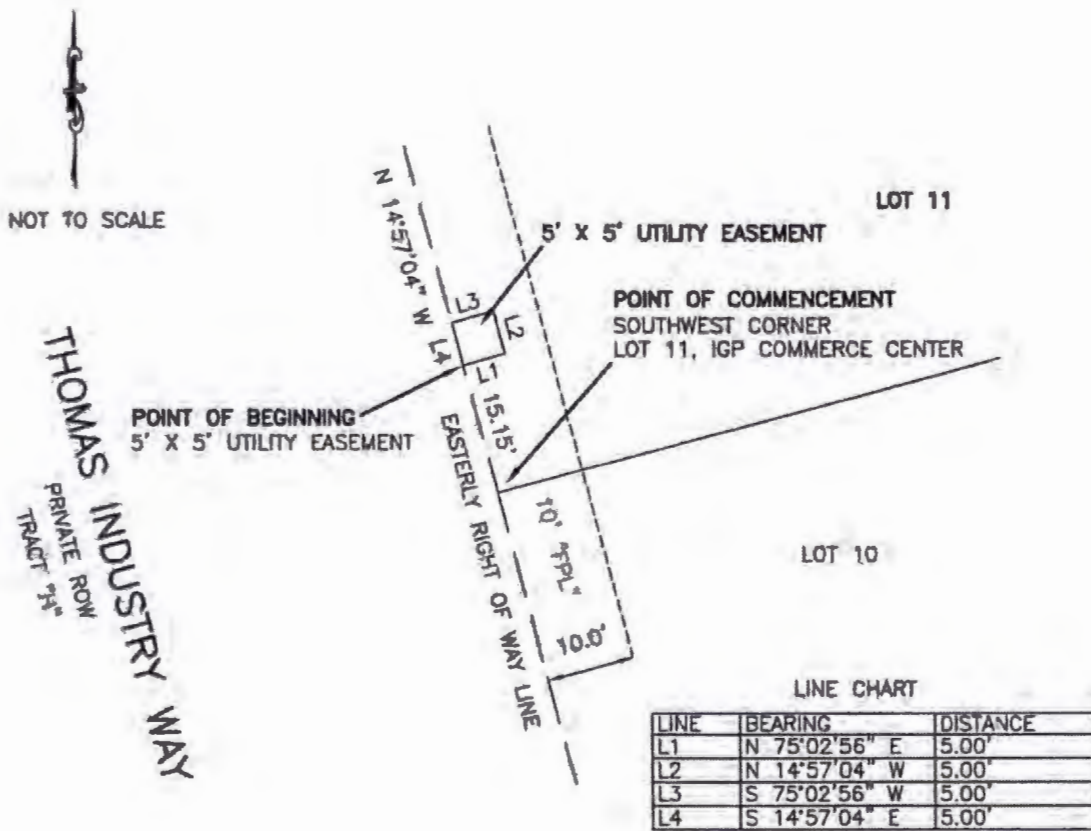 NOT TO SCALE
N 14°57'04" W
LOT 11
5' X 5' UTILITY EASEMENT
L3
L2
L4
L1
POINT OF COMMENCEMENT
SOUTHWEST CORNER
LOT 11, IGP COMMERCE CENTER
POINT OF BEGINNING
5' X 5' UTILITY EASEMENT
15.15'
EASTERLY RIGHT OF WAY LINE
THOMAS INDUSTRY WAY
PRIVATE ROW
TRACT "H"
10' "FPL"
10.0'
LOT 10
LINE CHART
LINE BEARING DISTANCE
L1 N 75°02'56" E 5.00'
L2 N 14°57'04" W 5.00'
L3 S 75°02'56" W 5.00'
L4 S 14°57'04" E 5.00'